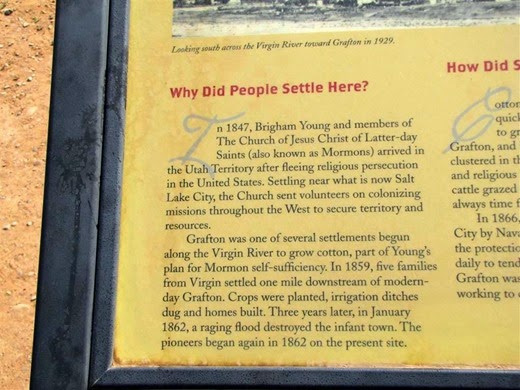 Looking south across the Virgin River toward Grafton in 1929.
Why Did People Settle Here?
In 1847, Brigham Young and members of
The Church of Jesus Christ of Latter-day
Saints (also known as Mormons) arrived in
the Utah Territory after fleeing religious persecution
in the United States. Settling near what is now Salt
Lake City, the Church sent volunteers on colonizing
missions throughout the West to secure territory and
resources.
Grafton was one of several settlements begun
along the Virgin River to grow cotton, part of Young's
plan for Mormon self-sufficiency. In 1859, five families
from Virgin settled one mile downstream of modern-
day Grafton. Crops were planted, irrigation ditches
dug and homes built. Three years later, in January
1862, a raging flood destroyed the infant town. The
pioneers began again in 1862 on the present site.
How Did S
Cotton
quick
to g
Grafton, and
clustered in th
and religious
cattle grazed
always time f
In 1866,
City by Nava
the protection
daily to tend
Grafton was
working to